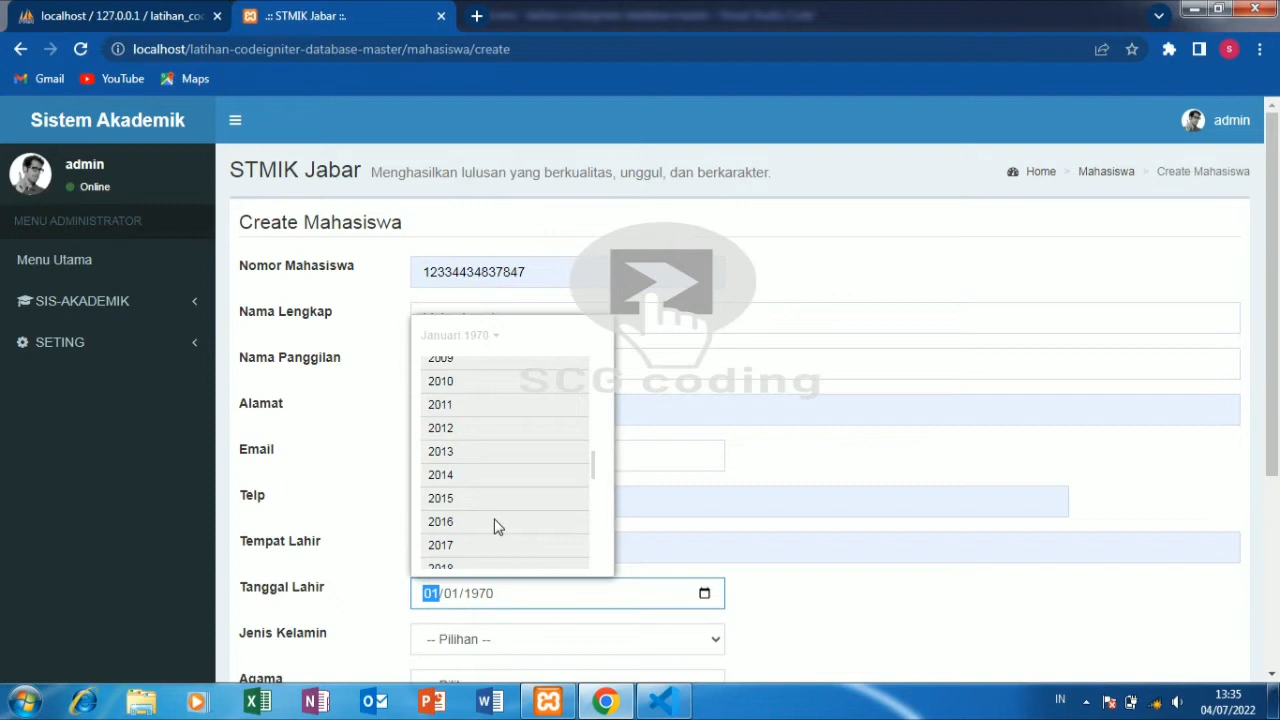 localhost / 127.0.0.1 / latihan_co
.:: STMIK Jabar ::.
localhost/latihan-codeigniter-database-master/mahasiswa/create
Gmail
YouTube
Maps
Sistem Akademik
admin
admin
Online
STMIK Jabar Menghasilkan lulusan yang berkualitas, unggul, dan berkarakter.
Home > Mahasiswa > Create Mahasiswa
MENU ADMINISTRATOR
Menu Utama
SIS-AKADEMIK
SETING
Create Mahasiswa
Nomor Mahasiswa
12334434837847
Nama Lengkap
Januari 1970
Nama Panggilan
2009
2010
2011
2012
2013
2014
2015
2016
2017
2018
SCG coding
Alamat
Email
Telp
Tempat Lahir
Tanggal Lahir
01/01/1970
Jenis Kelamin
-- Pilihan --
Agama
IN
13:35
04/07/2022